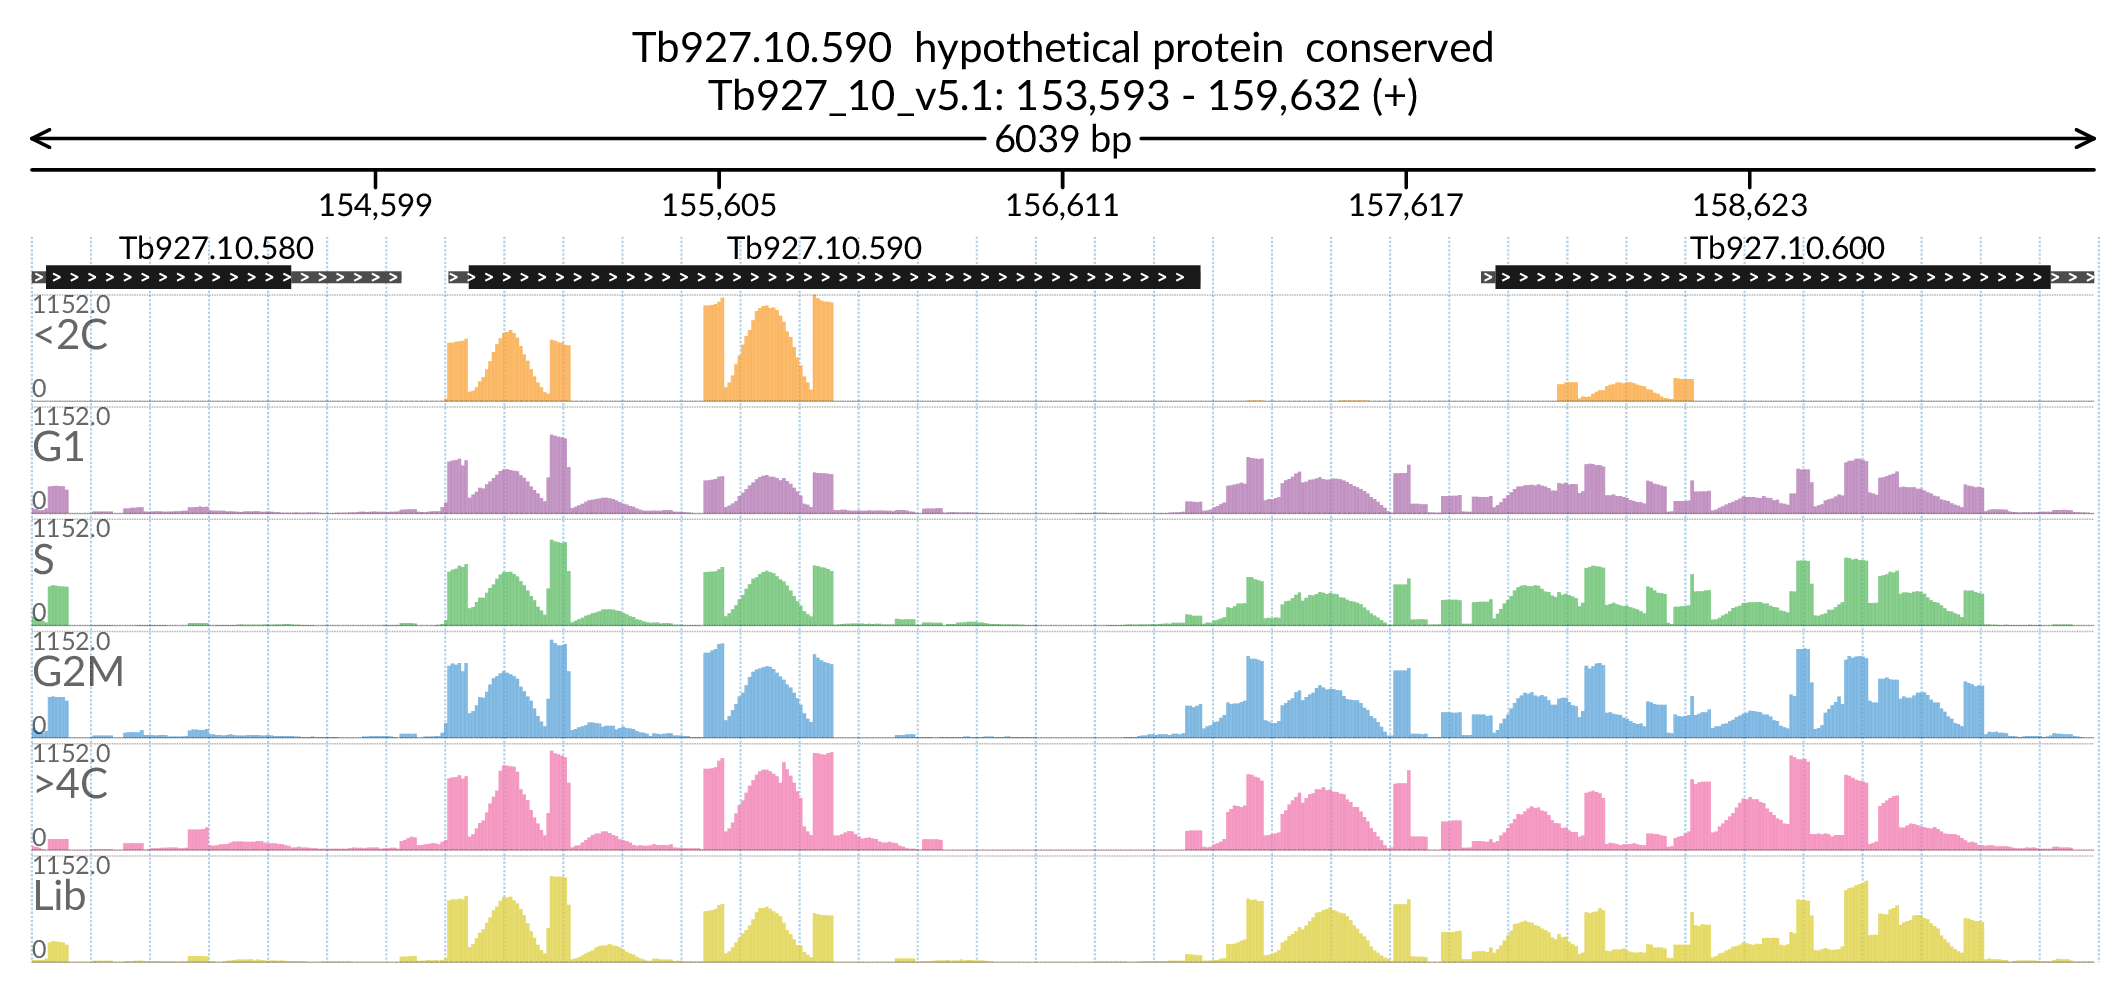 Tb927.10.590 hypothetical protein conserved
Tb927_10_v5.1: 153,593 - 159,632 (+)
6039 bp
154,599 155,605 156,611 157,617 158,623
Tb927.10.580 Tb927.10.590 Tb927.10.600
1152.0
<2C
0
1152.0
G1
0
1152.0
S
0
1152.0
G2M
0
1152.0
>4C
0
1152.0
Lib
0